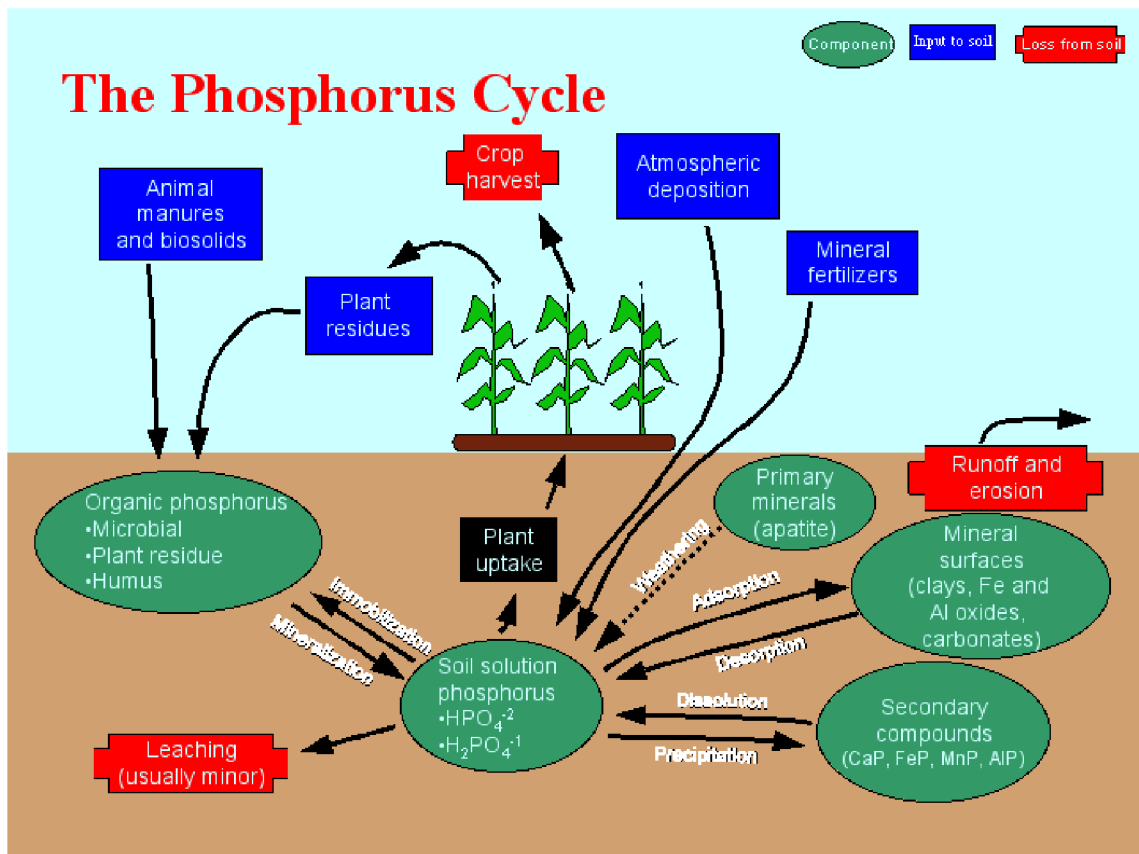 Component
Input to soil
Loss from soil
The Phosphorus Cycle
Crop
harvest
Atmospheric
deposition
Animal
manures
and biosolids
Mineral
fertilizers
Plant
residues
Runoff and
erosion
Primary
minerals
(apatite)
Organic phosphorus
•Microbial
•Plant residue
•Humus
Plant
uptake
Weathering
Mineral
surfaces
(clays, Fe and
Al oxides,
carbonates)
Adsorption
Desorption
Immobilization
Mineralization
Soil solution
phosphorus
•HPO₄⁻²
•H₂PO₄⁻¹
Dissolution
Precipitation
Secondary
compounds
(CaP, FeP, MnP, AlP)
Leaching
(usually minor)